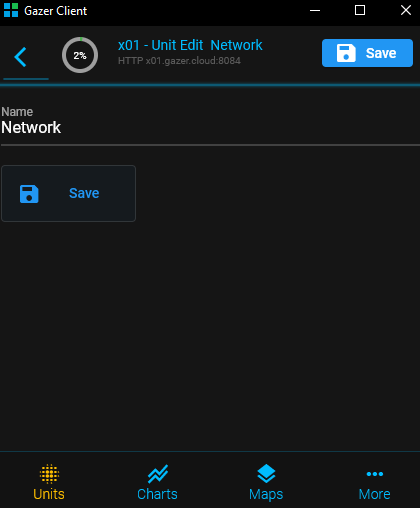 Gazer Client
2%
x01 - Unit Edit Network
HTTP x01.gazer.cloud:8084
Save
Name
Network
Save
Units
Charts
Maps
More